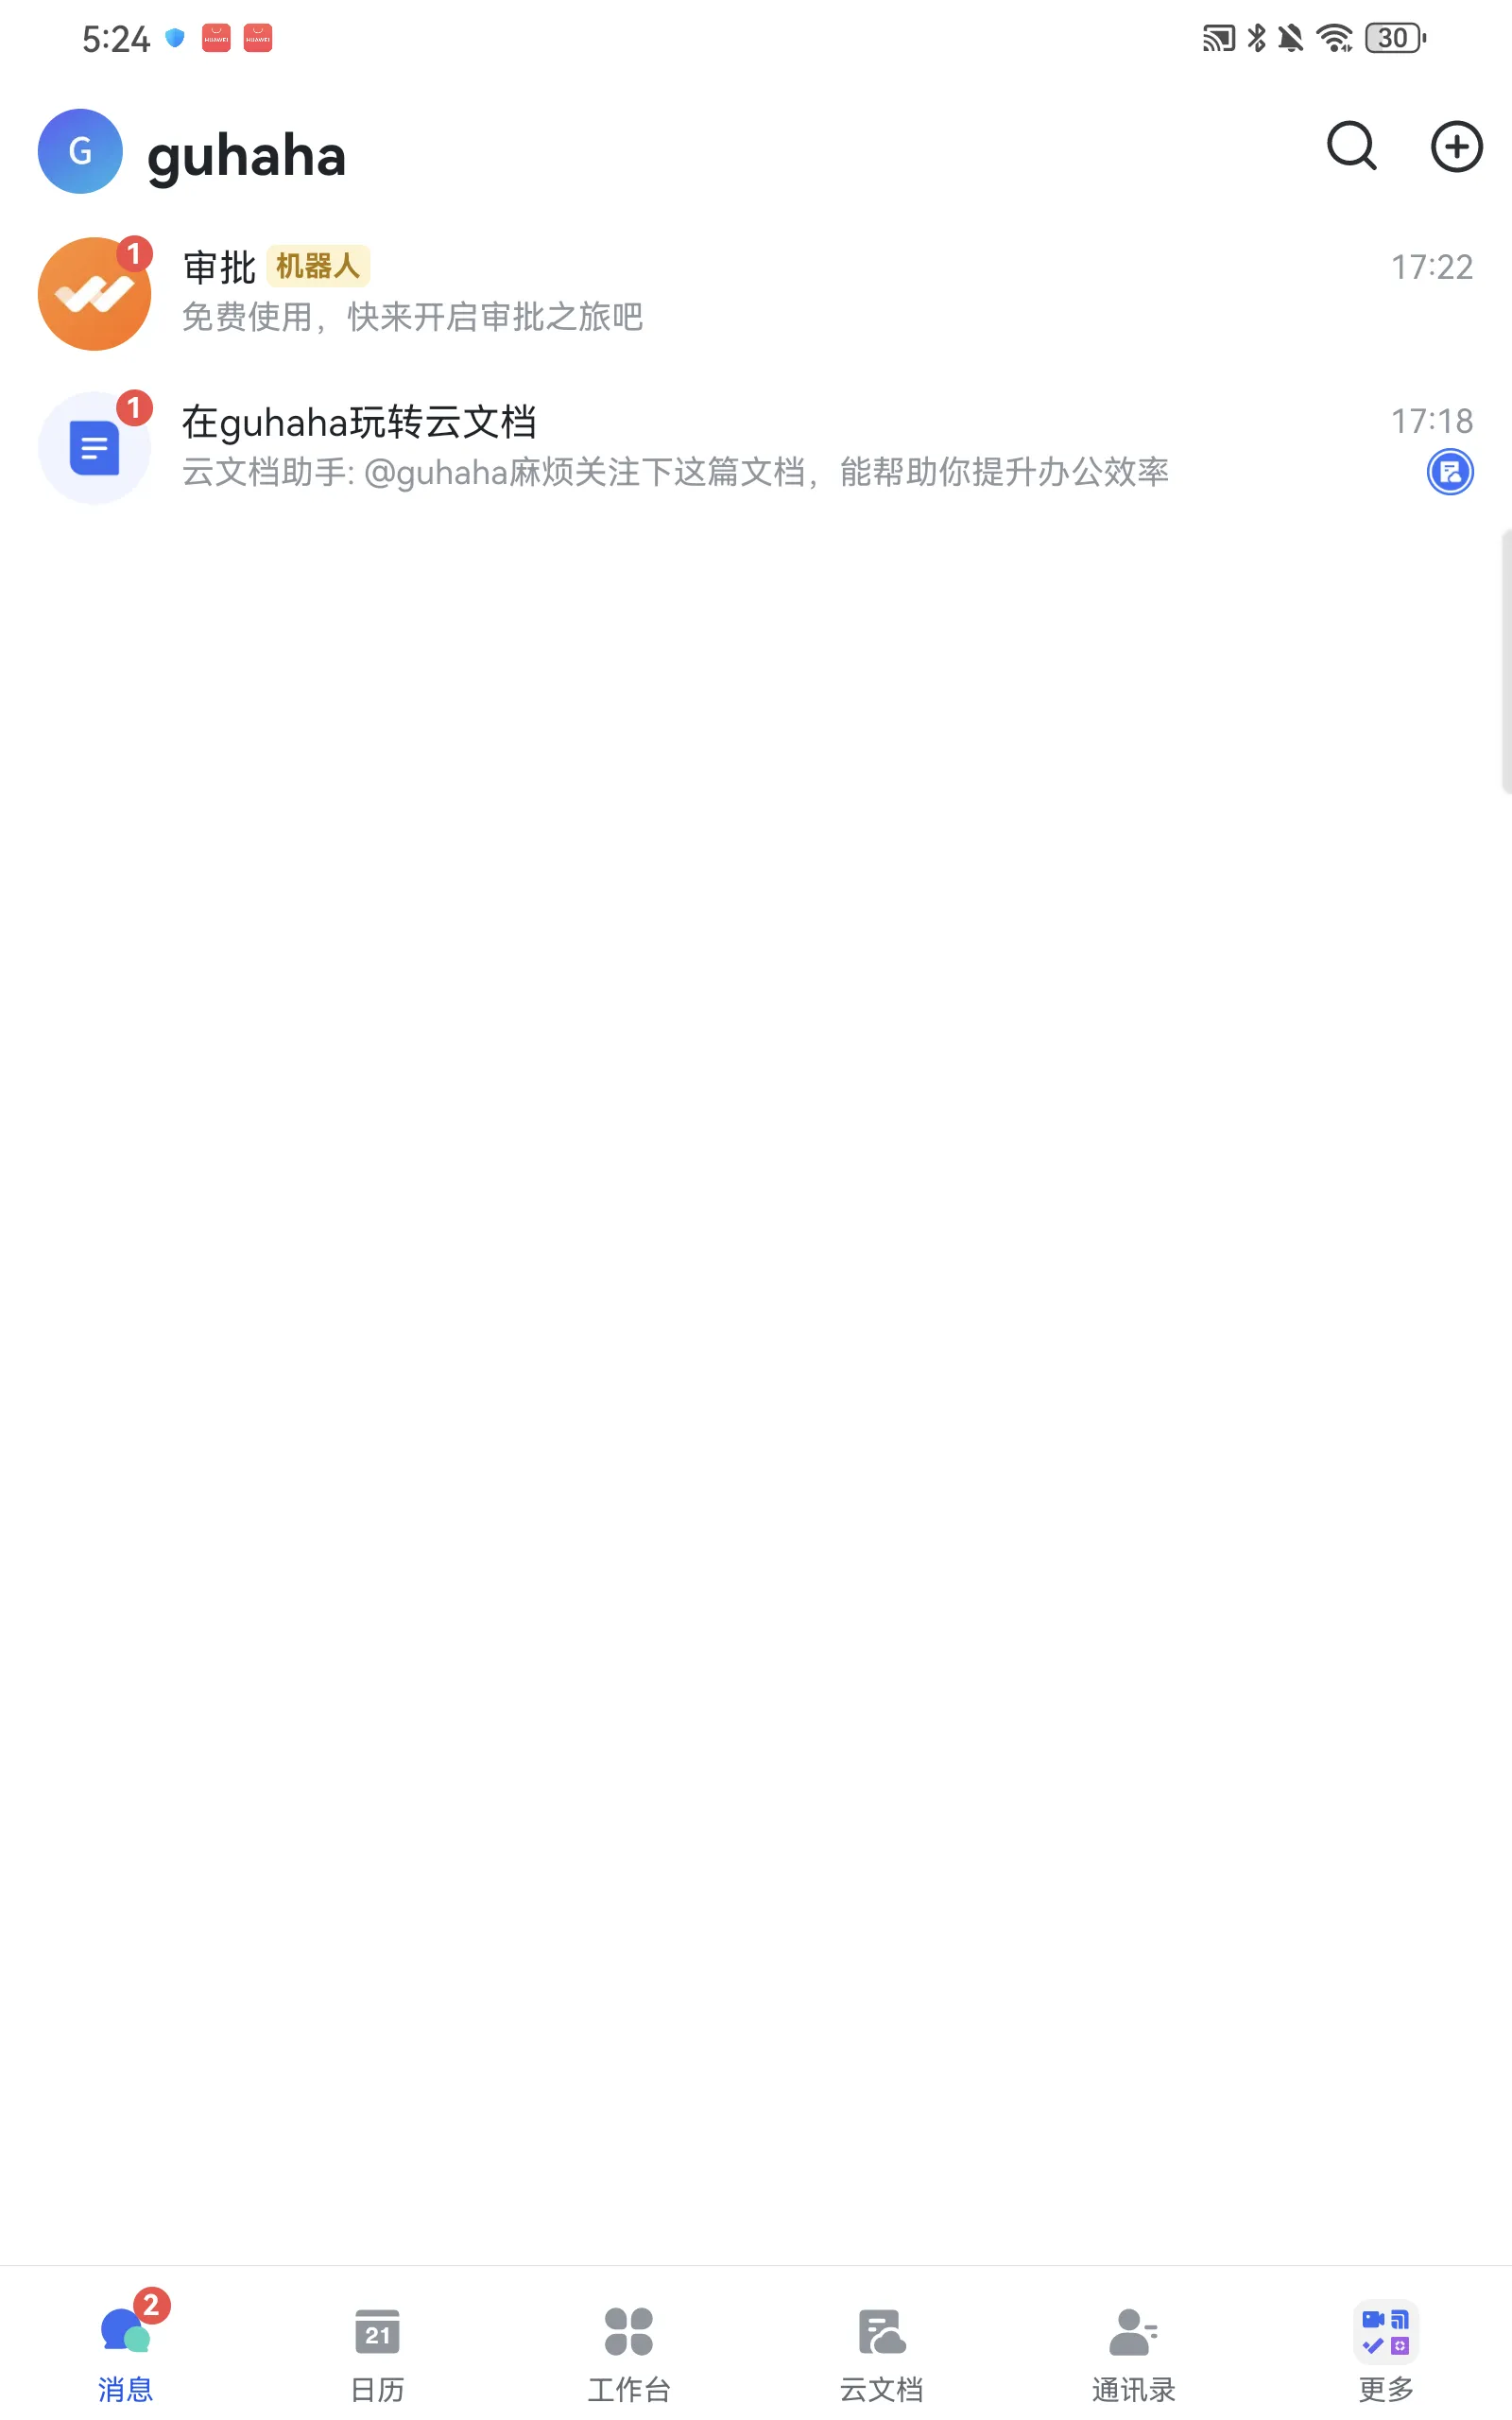 5:24
HUAWEI HUAWEI
30
G guhaha
1
审批 机器人 17:22
免费使用，快来开启审批之旅吧
1
在guhaha玩转云文档 17:18
云文档助手: @guhaha麻烦关注下这篇文档，能帮助你提升办公效率
2
21
消息 日历 工作台 云文档 通讯录 更多